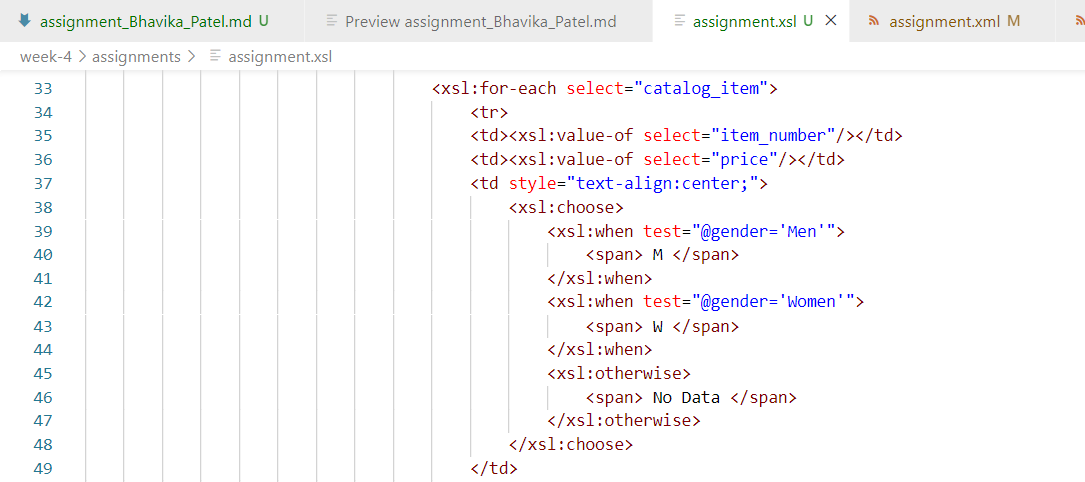 assignment_Bhavika_Patel.md U Preview assignment_Bhavika_Patel.md assignment.xsl U assignment.xml M
week-4 > assignments > assignment.xsl
33 <xsl:for-each select="catalog_item">
34 <tr>
35 <td><xsl:value-of select="item_number"/></td>
36 <td><xsl:value-of select="price"/></td>
37 <td style="text-align:center;">
38 <xsl:choose>
39 <xsl:when test="@gender='Men'">
40 <span> M </span>
41 </xsl:when>
42 <xsl:when test="@gender='Women'">
43 <span> W </span>
44 </xsl:when>
45 <xsl:otherwise>
46 <span> No Data </span>
47 </xsl:otherwise>
48 </xsl:choose>
49 </td>